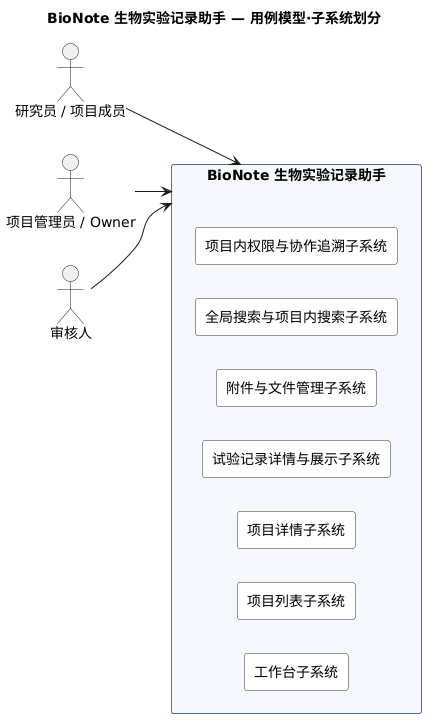 BioNote 生物实验记录助手 — 用例模型·子系统划分
研究员 / 项目成员
项目管理员 / Owner
审核人
BioNote 生物实验记录助手
项目内权限与协作追溯子系统
全局搜索与项目内搜索子系统
附件与文件管理子系统
试验记录详情与展示子系统
项目详情子系统
项目列表子系统
工作台子系统